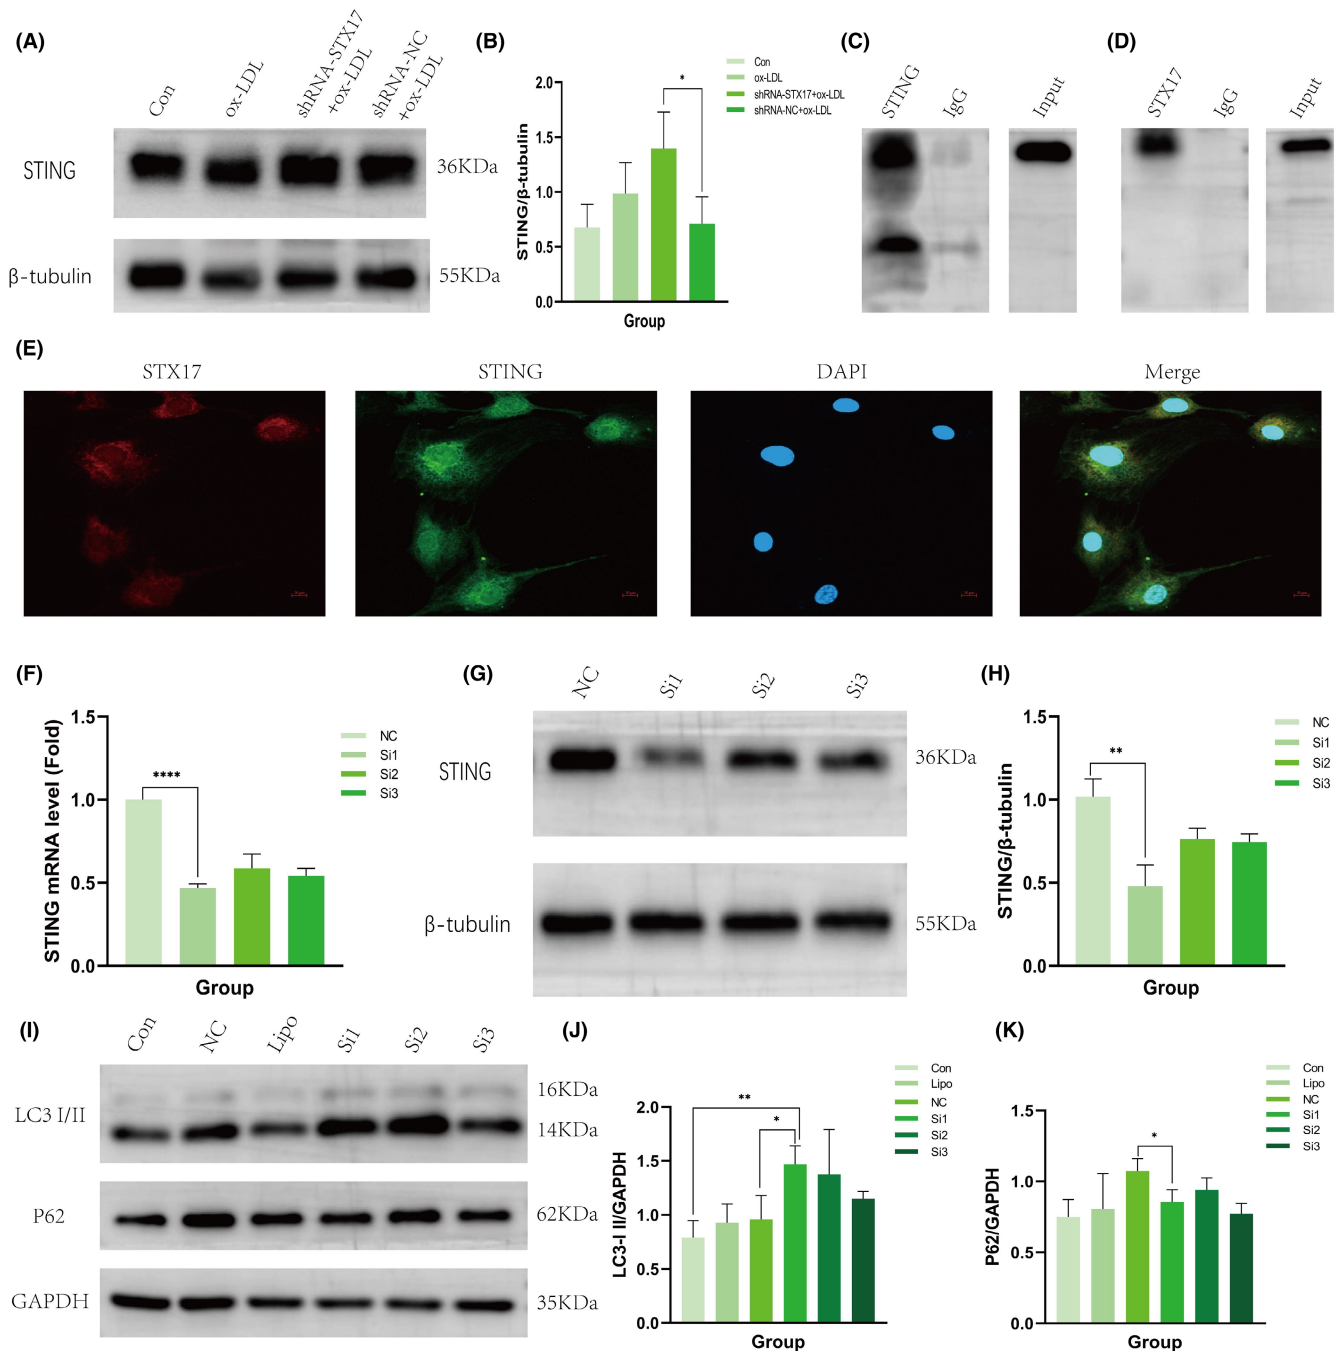 (A)
Con
ox-LDL
shRNA-STX17
+ox-LDL
shRNA-NC
+ox-LDL
STING
36KDa
β-tubulin
55KDa
(B)
2.0
1.5
1.0
0.5
0.0
STING/β-tubulin
*
Group
Con
ox-LDL
shRNA-STX17+ox-LDL
shRNA-NC+ox-LDL
(C)
STING
IgG
Input
(D)
STX17
IgG
Input
(E)
STX17
STING
DAPI
Merge
(F)
STING mRNA level (Fold)
1.5
1.0
0.5
0.0
****
Group
NC
Si1
Si2
Si3
(G)
NC
Si1
Si2
Si3
STING
36KDa
β-tubulin
55KDa
(H)
STING/β-tubulin
1.5
1.0
0.5
0.0
**
Group
NC
Si1
Si2
Si3
(I)
Con
NC
Lipo
Si1
Si2
Si3
LC3 I/II
16KDa
14KDa
P62
62KDa
GAPDH
35KDa
(J)
LC3-I II/GAPDH
2.0
1.5
1.0
0.5
0.0
**
*
Group
Con
Lipo
NC
Si1
Si2
Si3
(K)
P62/GAPDH
1.5
1.0
0.5
0.0
*
Group
Con
Lipo
NC
Si1
Si2
Si3